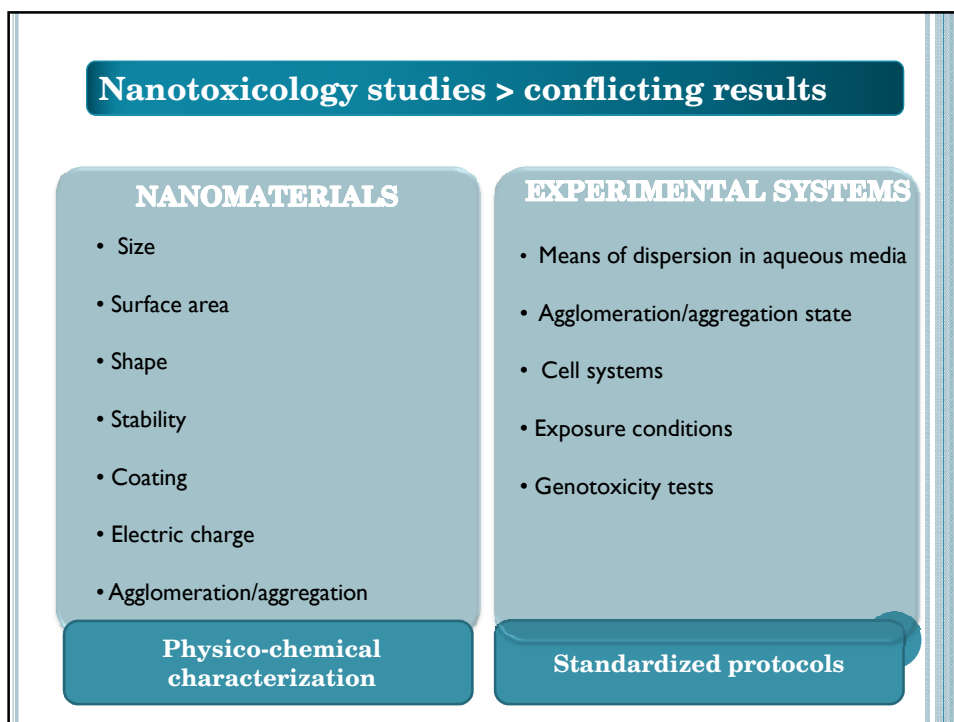 Nanotoxicology studies > conflicting results
NANOMATERIALS
• Size
• Surface area
• Shape
• Stability
• Coating
• Electric charge
• Agglomeration/aggregation
Physico-chemical
characterization
EXPERIMENTAL SYSTEMS
• Means of dispersion in aqueous media
• Agglomeration/aggregation state
• Cell systems
• Exposure conditions
• Genotoxicity tests
Standardized protocols